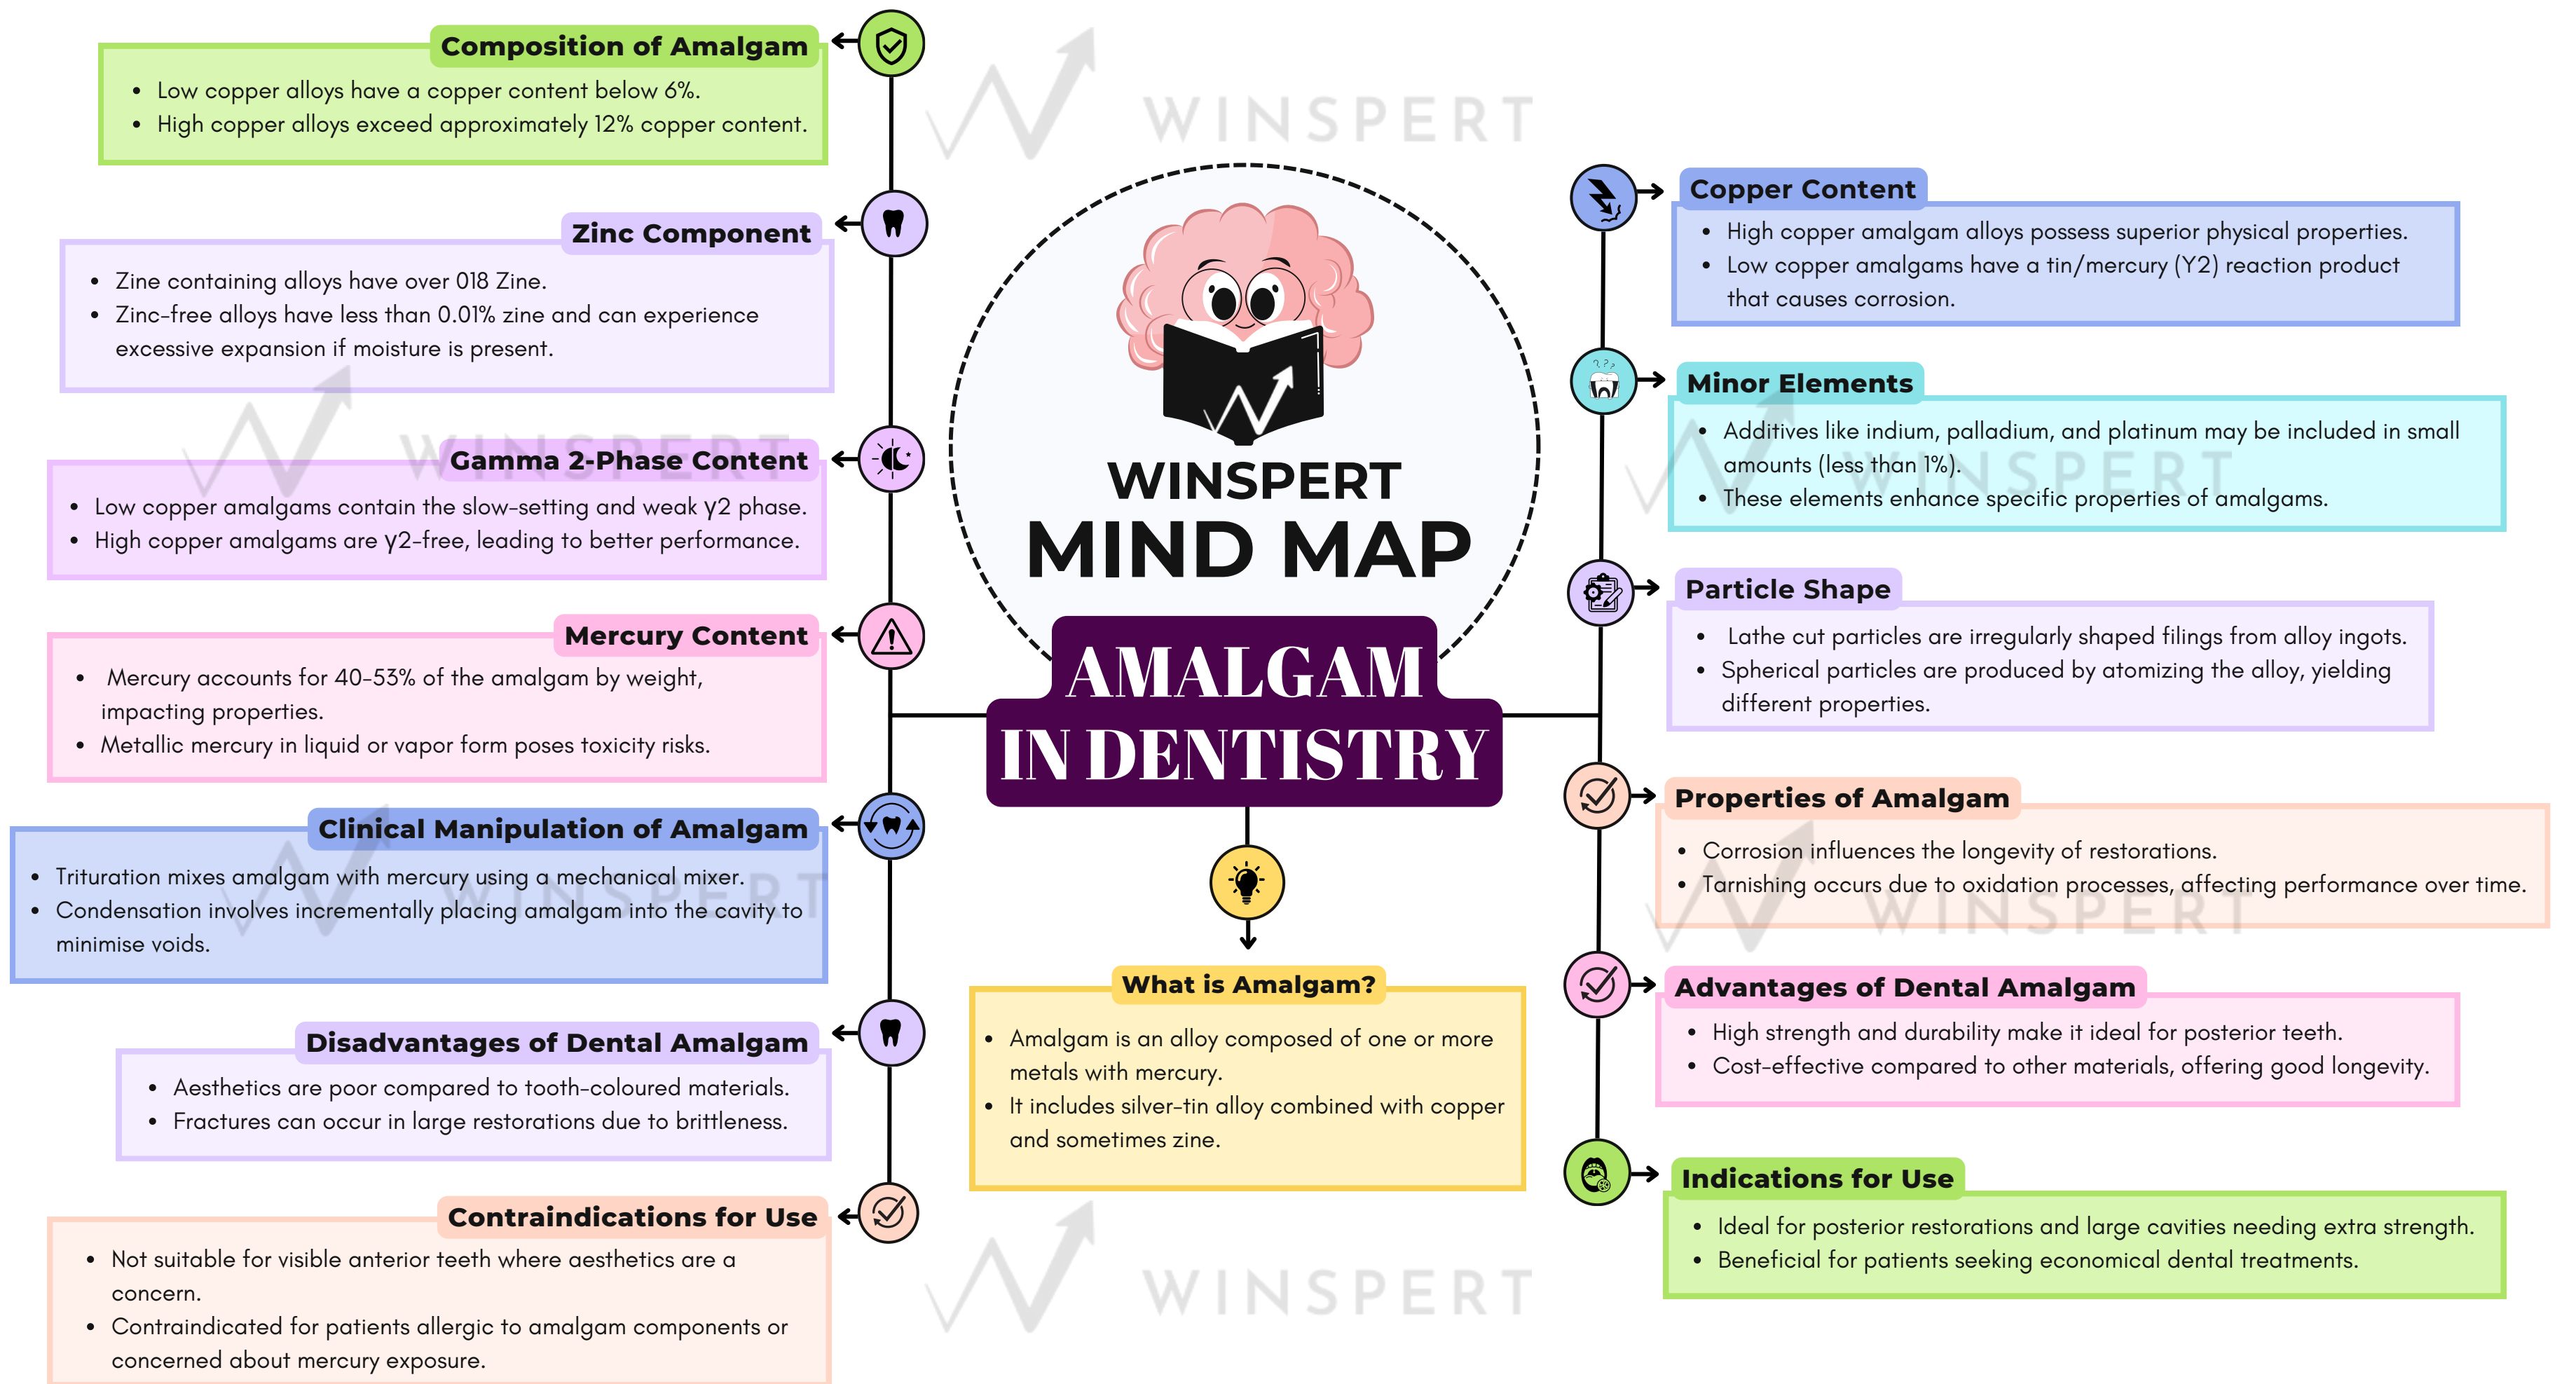 Composition of Amalgam
• Low copper alloys have a copper content below 6%.
• High copper alloys exceed approximately 12% copper content.
Zinc Component
• Zine containing alloys have over 018 Zine.
• Zinc-free alloys have less than 0.01% zine and can experience
excessive expansion if moisture is present.
Gamma 2-Phase Content
• Low copper amalgams contain the slow-setting and weak γ2 phase.
• High copper amalgams are γ2-free, leading to better performance.
Mercury Content
• Mercury accounts for 40-53% of the amalgam by weight,
impacting properties.
• Metallic mercury in liquid or vapor form poses toxicity risks.
Clinical Manipulation of Amalgam
• Trituration mixes amalgam with mercury using a mechanical mixer.
• Condensation involves incrementally placing amalgam into the cavity to
minimise voids.
Disadvantages of Dental Amalgam
• Aesthetics are poor compared to tooth-coloured materials.
• Fractures can occur in large restorations due to brittleness.
Contraindications for Use
• Not suitable for visible anterior teeth where aesthetics are a
concern.
• Contraindicated for patients allergic to amalgam components or
concerned about mercury exposure.
WINSPERT
WINSPERT
MIND MAP
AMALGAM
IN DENTISTRY
What is Amalgam?
• Amalgam is an alloy composed of one or more
metals with mercury.
• It includes silver-tin alloy combined with copper
and sometimes zine.
WINSPERT
Copper Content
• High copper amalgam alloys possess superior physical properties.
• Low copper amalgams have a tin/mercury (Y2) reaction product
that causes corrosion.
Minor Elements
• Additives like indium, palladium, and platinum may be included in small
amounts (less than 1%).
• These elements enhance specific properties of amalgams.
Particle Shape
• Lathe cut particles are irregularly shaped filings from alloy ingots.
• Spherical particles are produced by atomizing the alloy, yielding
different properties.
Properties of Amalgam
• Corrosion influences the longevity of restorations.
• Tarnishing occurs due to oxidation processes, affecting performance over time.
Advantages of Dental Amalgam
• High strength and durability make it ideal for posterior teeth.
• Cost-effective compared to other materials, offering good longevity.
Indications for Use
• Ideal for posterior restorations and large cavities needing extra strength.
• Beneficial for patients seeking economical dental treatments.
WINSPERT
WINSPERT
WINSPERT
WINSPERT